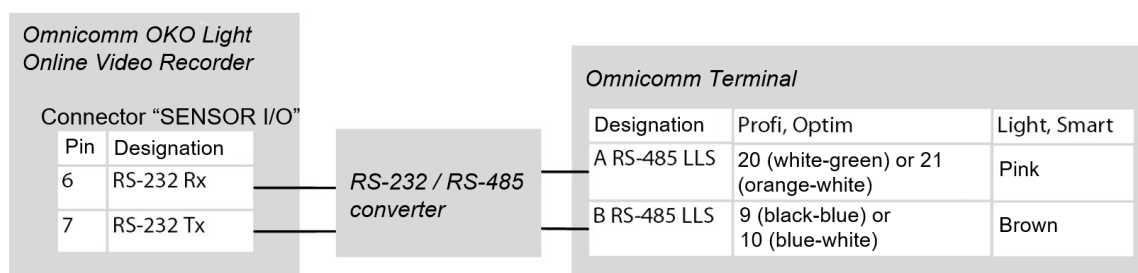 Omnicomm OKO Light
Online Video Recorder
Connector “SENSOR I/O”
Pin Designation
6 RS-232 Rx
7 RS-232 Tx
RS-232 / RS-485
converter
Omnicomm Terminal
Designation Profi, Optim Light, Smart
A RS-485 LLS 20 (white-green) or 21
(orange-white) Pink
B RS-485 LLS 9 (black-blue) or
10 (blue-white) Brown